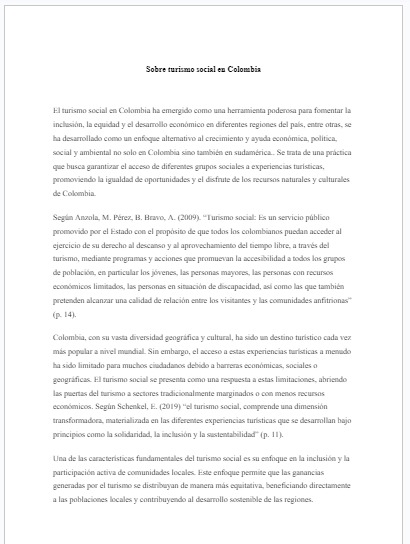 Sobre turismo social en Colombia
El turismo social en Colombia ha emergido como una herramienta poderosa para fomentar la
inclusión, la equidad y el desarrollo económico en diferentes regiones del país, entre otras, se
ha desarrollado como un enfoque alternativo al crecimiento y ayuda económica, política,
social y ambiental no solo en Colombia sino también en sudamérica.. Se trata de una práctica
que busca garantizar el acceso de diferentes grupos sociales a experiencias turísticas,
promoviendo la igualdad de oportunidades y el disfrute de los recursos naturales y culturales
de Colombia.
Según Anzola, M. Pérez, B. Bravo, A. (2009). “Turismo social: Es un servicio público
promovido por el Estado con el propósito de que todos los colombianos puedan acceder al
ejercicio de su derecho al descanso y al aprovechamiento del tiempo libre, a través del
turismo, mediante programas y acciones que promuevan la accesibilidad a todos los grupos
de población, en particular los jóvenes, las personas mayores, las personas con recursos
económicos limitados, las personas en situación de discapacidad, así como las que también
pretenden alcanzar una calidad de relación entre los visitantes y las comunidades anfitrionas”
(p. 14).
Colombia, con su vasta diversidad geográfica y cultural, ha sido un destino turístico cada vez
más popular a nivel mundial. Sin embargo, el acceso a estas experiencias turísticas a menudo
ha sido limitado para muchos ciudadanos debido a barreras económicas, sociales o
geográficas. El turismo social se presenta como una respuesta a estas limitaciones, abriendo
las puertas del turismo a sectores tradicionalmente marginados o con menos recursos
económicos. Según Schenkel, E. (2019) “el turismo social, comprende una dimensión
transformadora, materializada en las diferentes experiencias turísticas que se desarrollan bajo
principios como la solidaridad, la inclusión y la sustentabilidad” (p. 11).
Una de las características fundamentales del turismo social es su enfoque en la inclusión y la
participación activa de comunidades locales. Este enfoque permite que las ganancias
generadas por el turismo se distribuyan de manera más equitativa, beneficiando directamente
a las poblaciones locales y contribuyendo al desarrollo sostenible de las regiones.